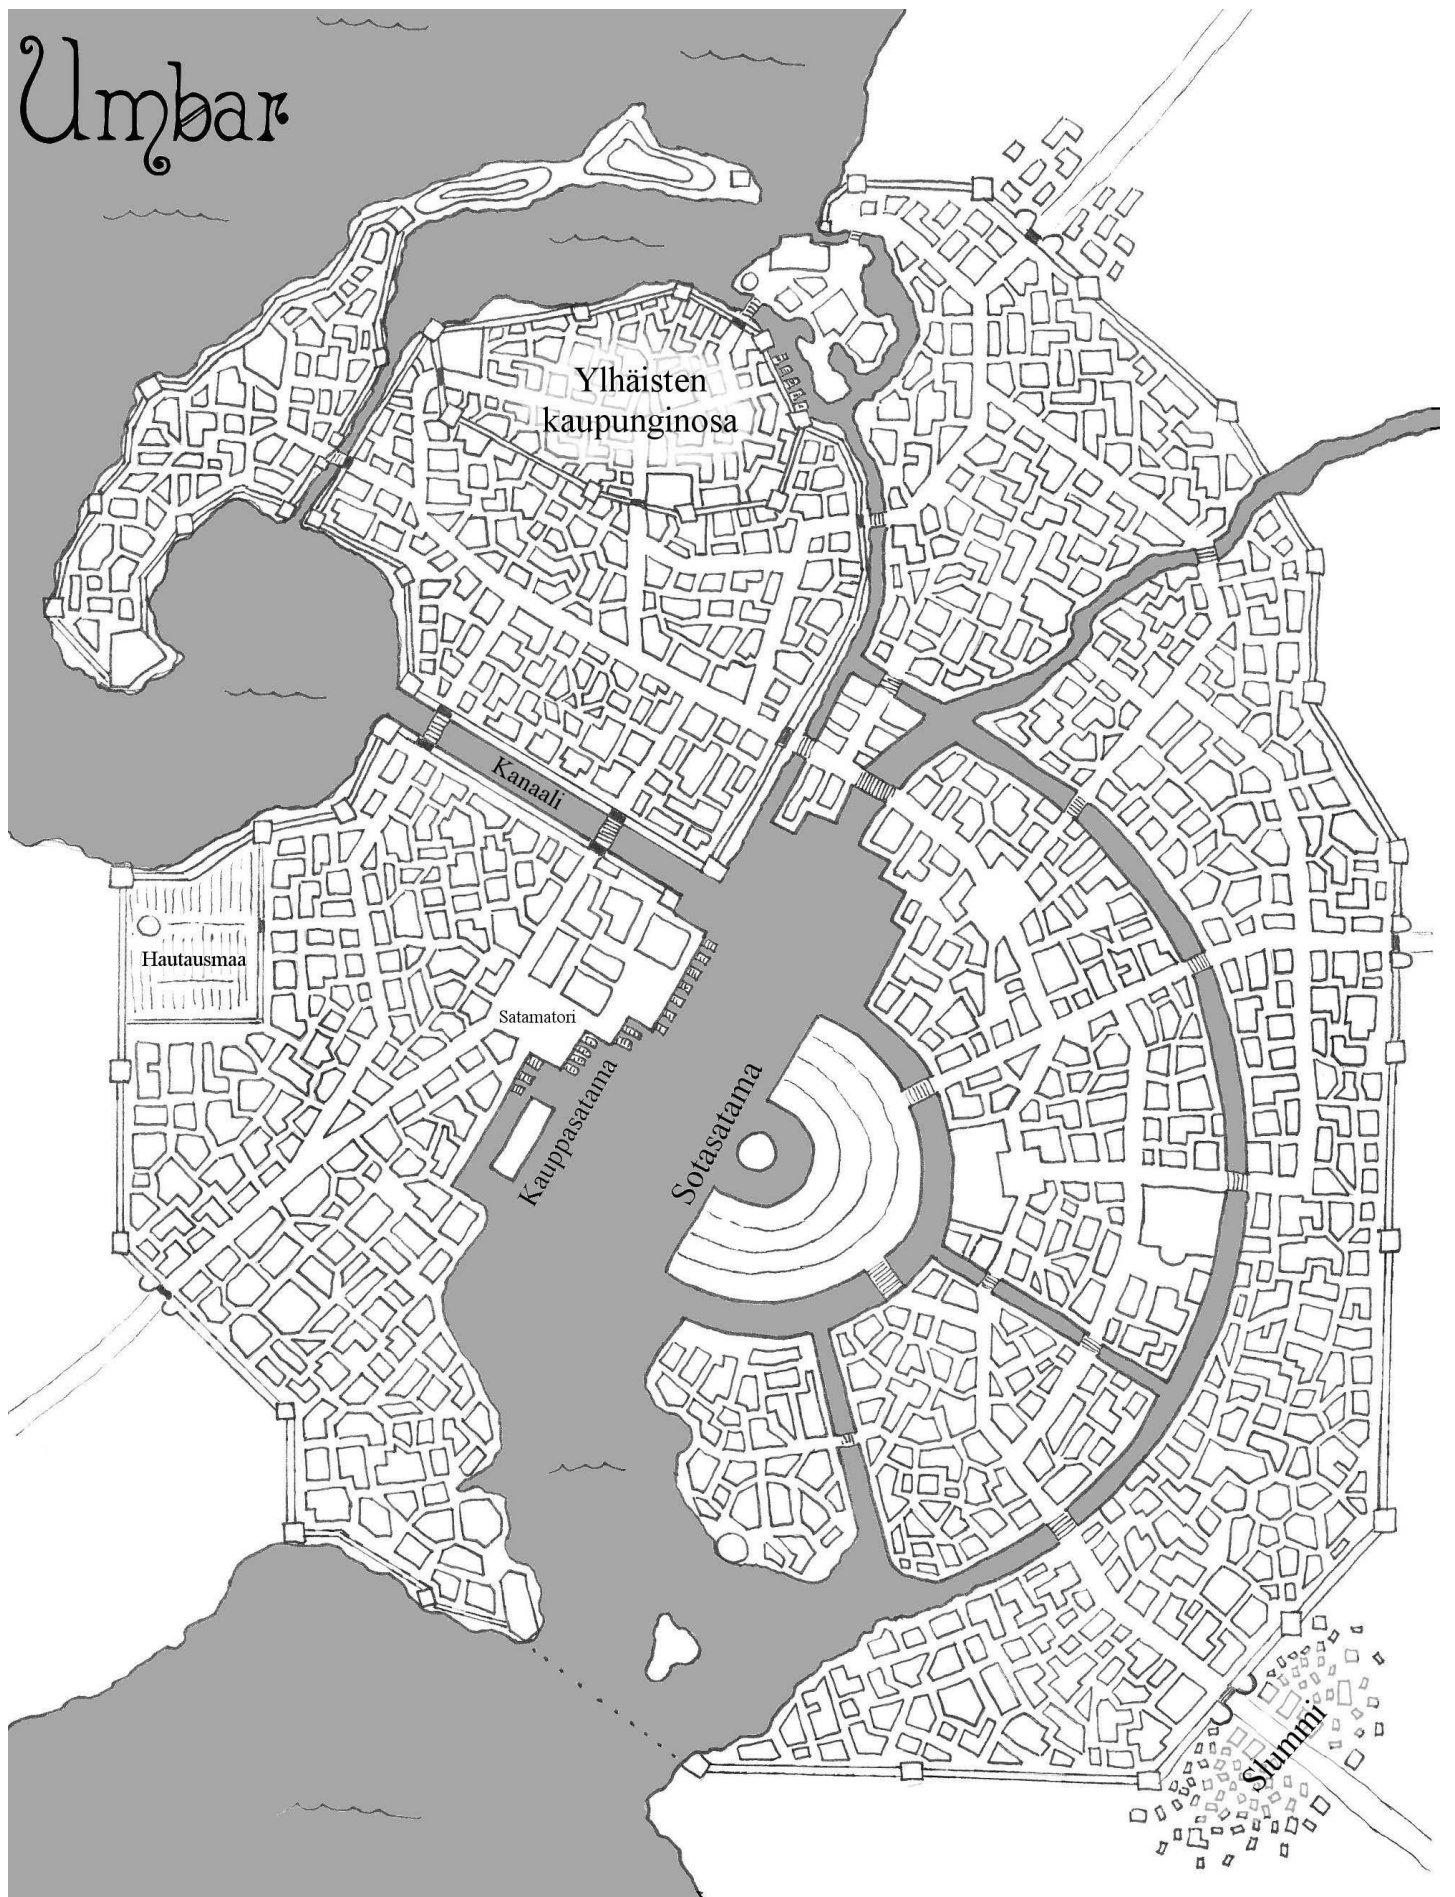 Umbar
Ylhäisten
kaupunginosa
Kanaali
Hautausmaa
Satamatori
Kauppasatama
Sotasatama
Slummi